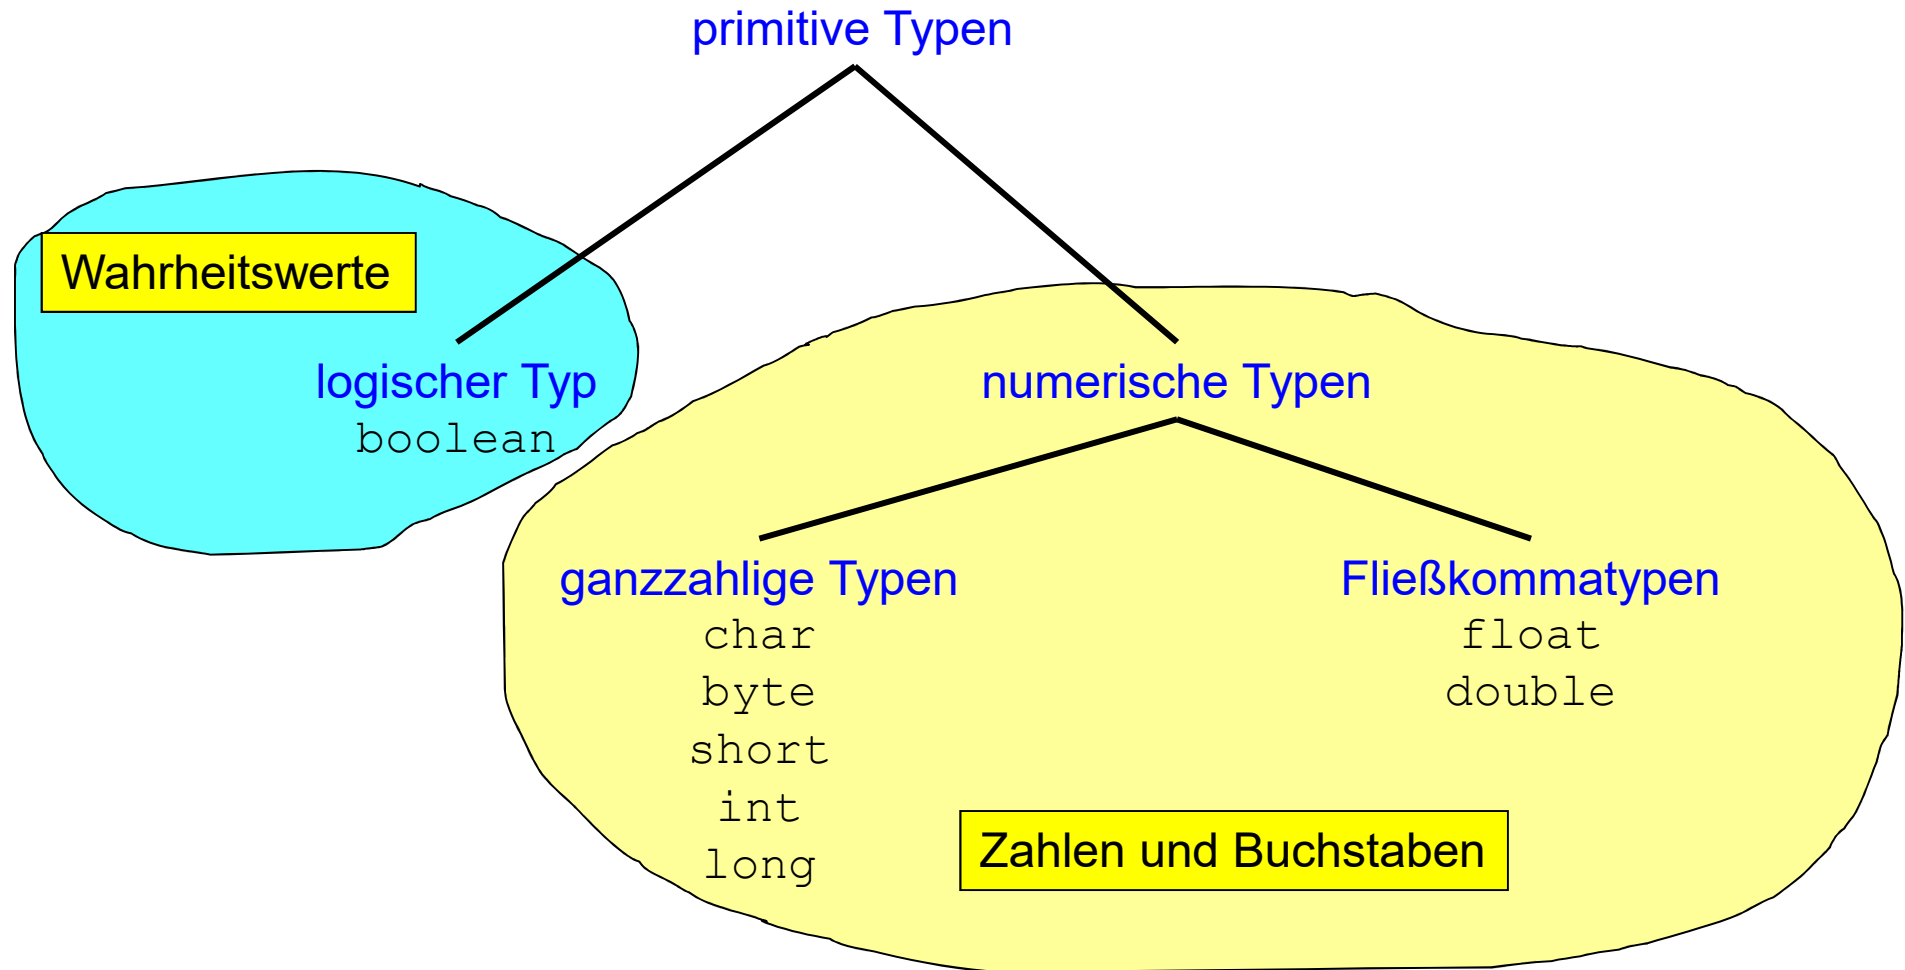 primitive Typen
Wahrheitswerte
logischer Typ
boolean
numerische Typen
ganzzahlige Typen
char
byte
short
int
long
Fließkommatypen
float
double
Zahlen und Buchstaben